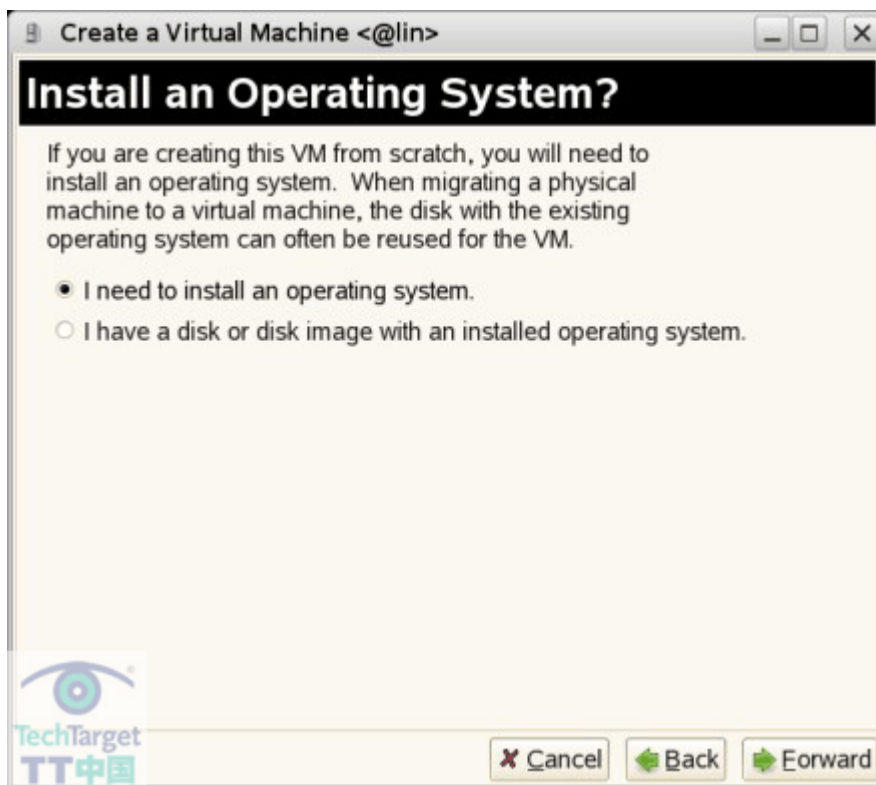 Create a Virtual Machine <@lin>
Install an Operating System?
If you are creating this VM from scratch, you will need to
install an operating system.  When migrating a physical
machine to a virtual machine, the disk with the existing
operating system can often be reused for the VM.
I need to install an operating system.
I have a disk or disk image with an installed operating system.
TechTarget
TT中国
Cancel
Back
Forward